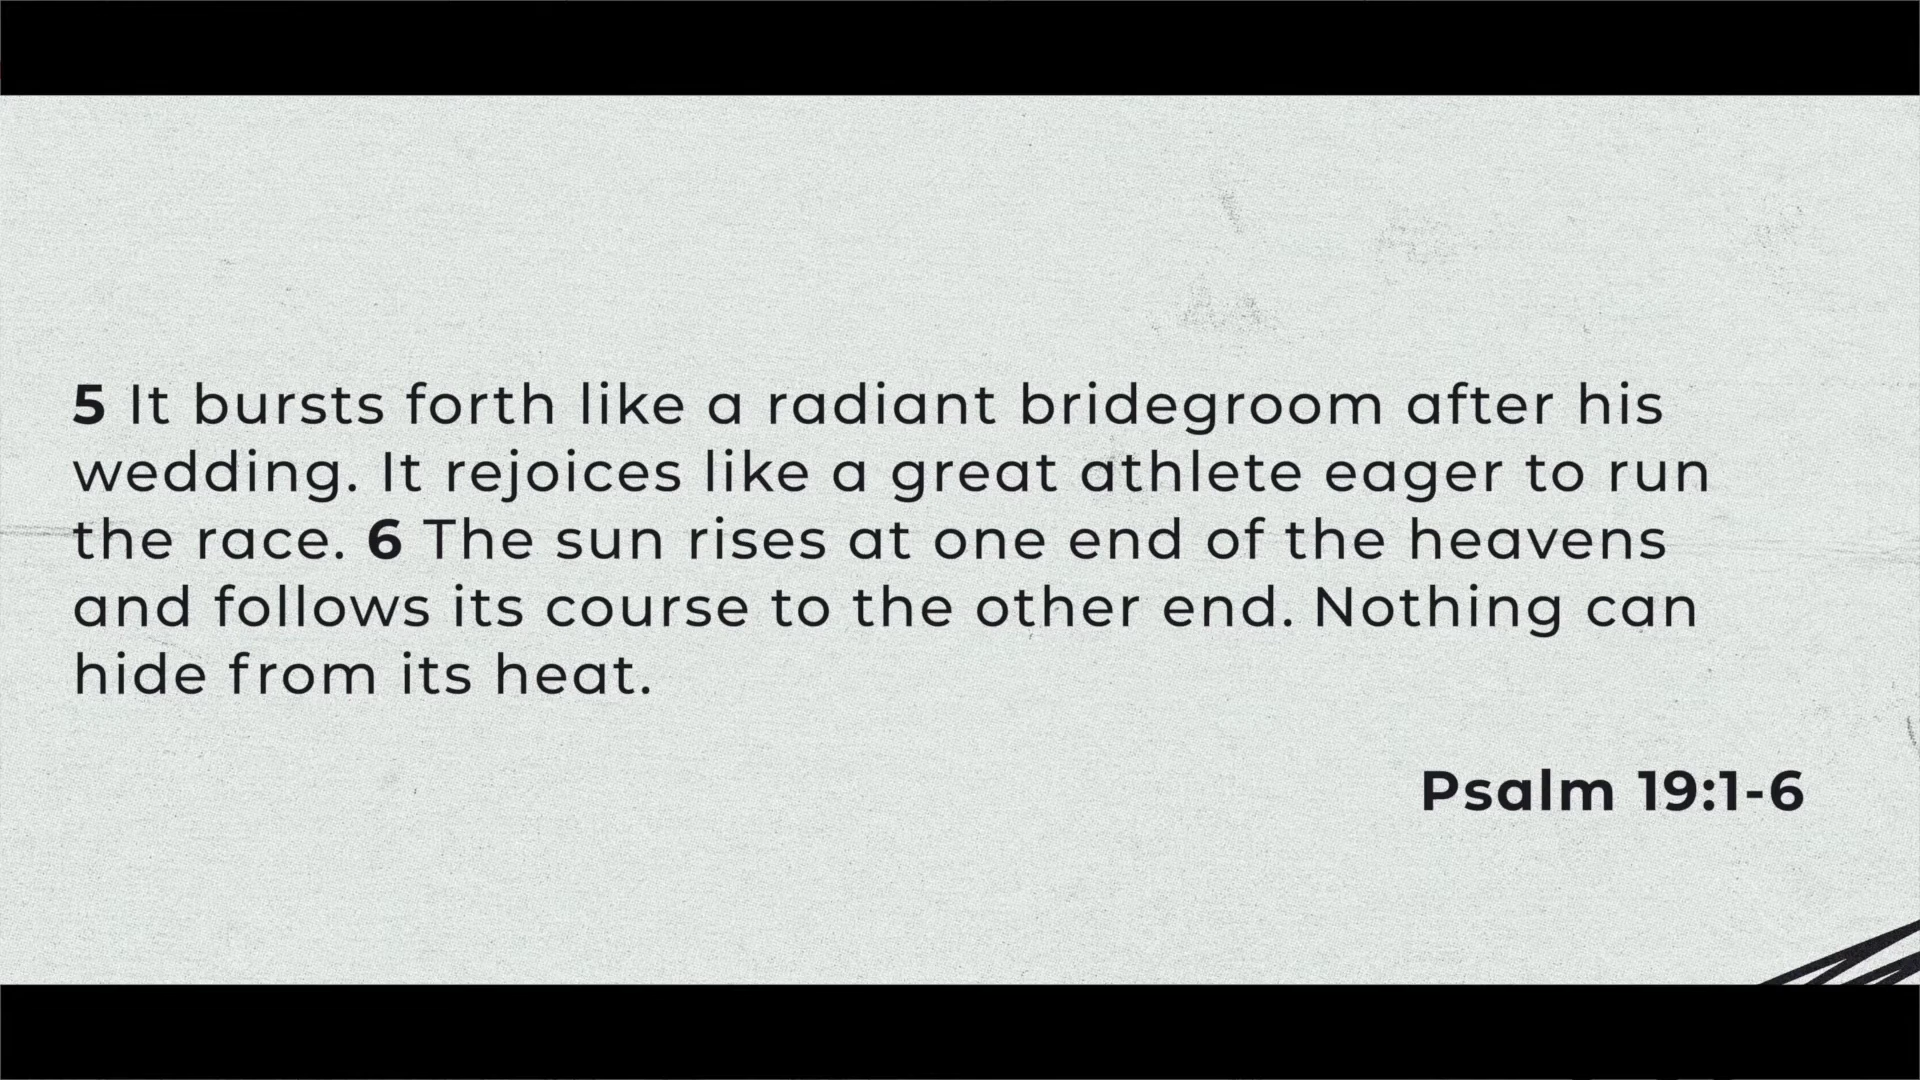 5 It bursts forth like a radiant bridegroom after his
wedding. It rejoices like a great athlete eager to run
the race. 6 The sun rises at one end of the heavens
and follows its course to the other end. Nothing can
hide from its heat.
Psalm 19:1-6